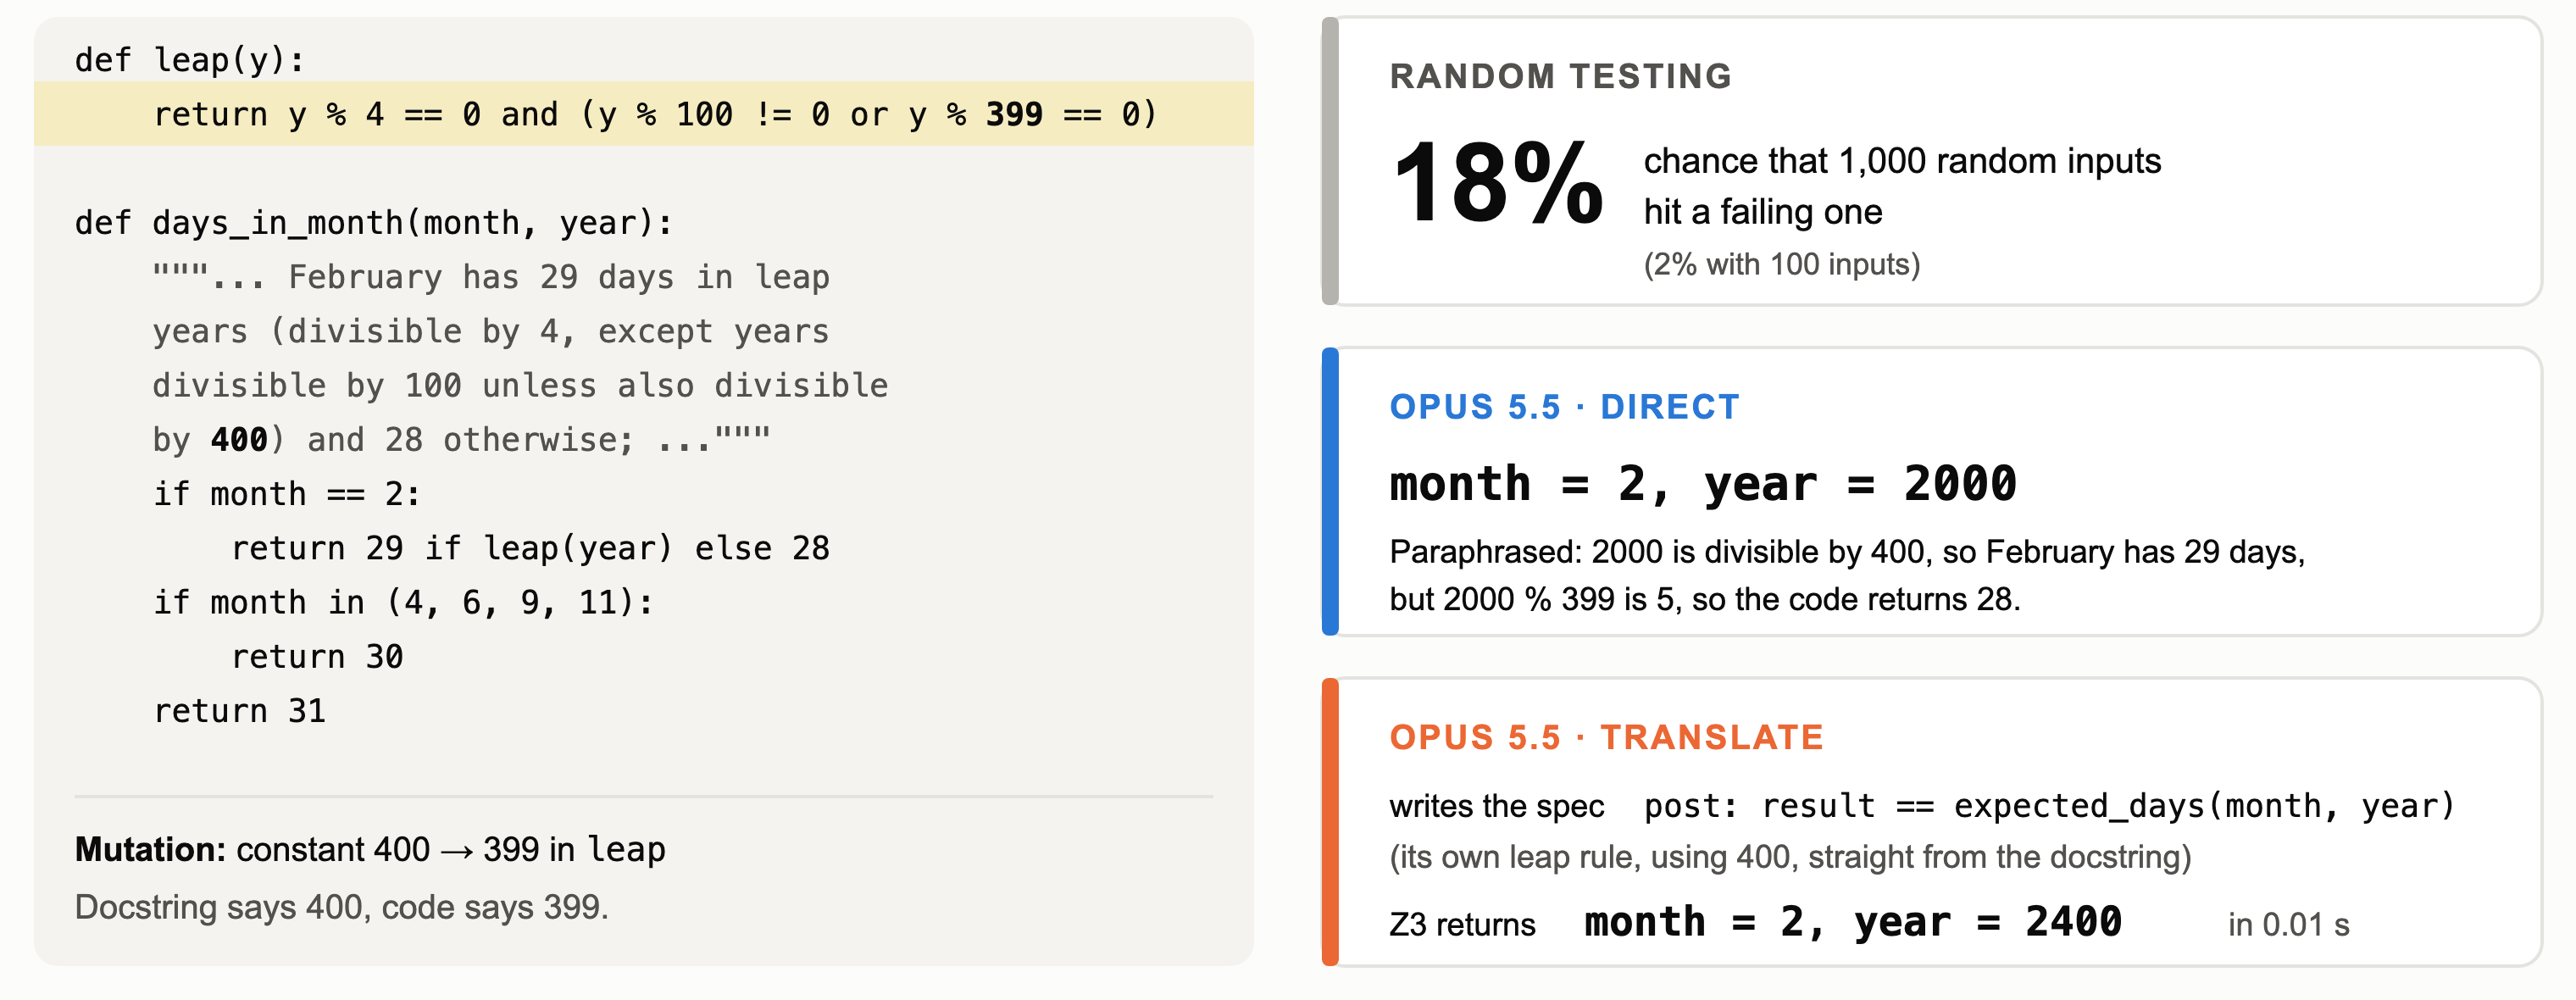 def leap(y):
    return y % 4 == 0 and (y % 100 != 0 or y % 399 == 0)
def days_in_month(month, year):
    """... February has 29 days in leap
    years (divisible by 4, except years
    divisible by 100 unless also divisible
    by 400) and 28 otherwise; ..."""
    if month == 2:
        return 29 if leap(year) else 28
    if month in (4, 6, 9, 11):
        return 30
    return 31
Mutation: constant 400 → 399 in leap
Docstring says 400, code says 399.
RANDOM TESTING
18%
chance that 1,000 random inputs
hit a failing one
(2% with 100 inputs)
OPUS 5.5 · DIRECT
month = 2, year = 2000
Paraphrased: 2000 is divisible by 400, so February has 29 days,
but 2000 % 399 is 5, so the code returns 28.
OPUS 5.5 · TRANSLATE
writes the spec post: result == expected_days(month, year)
(its own leap rule, using 400, straight from the docstring)
Z3 returns month = 2, year = 2400 in 0.01 s